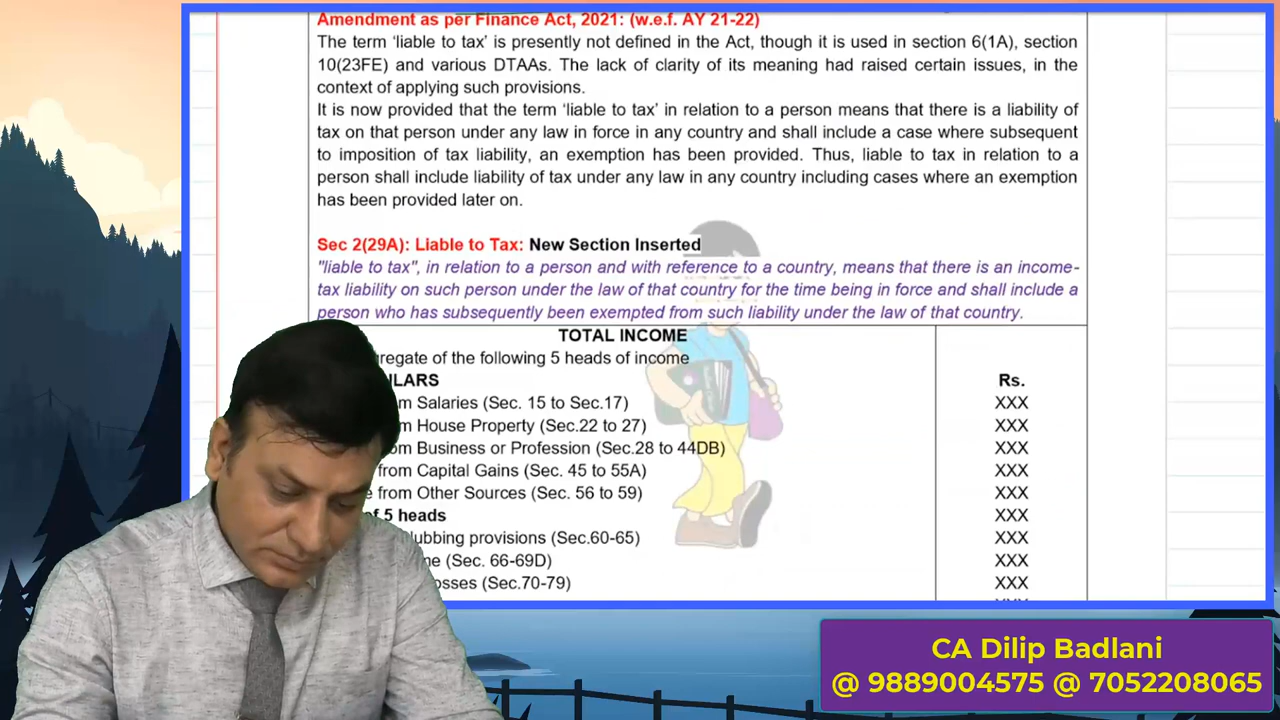 Amendment as per Finance Act, 2021: (w.e.f. AY 21-22)
The term ‘liable to tax’ is presently not defined in the Act, though it is used in section 6(1A), section
10(23FE) and various DTAAs. The lack of clarity of its meaning had raised certain issues, in the
context of applying such provisions.
It is now provided that the term ‘liable to tax’ in relation to a person means that there is a liability of
tax on that person under any law in force in any country and shall include a case where subsequent
to imposition of tax liability, an exemption has been provided. Thus, liable to tax in relation to a
person shall include liability of tax under any law in any country including cases where an exemption
has been provided later on.
Sec 2(29A): Liable to Tax: New Section Inserted
"liable to tax", in relation to a person and with reference to a country, means that there is an income-
tax liability on such person under the law of that country for the time being in force and shall include a
person who has subsequently been exempted from such liability under the law of that country.
TOTAL INCOME
of the following 5 heads of income
Rs.
Salaries (Sec. 15 to Sec.17) XXX
House Property (Sec.22 to 27) XXX
Business or Profession (Sec.28 to 44DB) XXX
from Capital Gains (Sec. 45 to 55A) XXX
from Other Sources (Sec. 56 to 59) XXX
5 heads XXX
provisions (Sec.60-65) XXX
(Sec. 66-69D) XXX
(Sec.70-79) XXX
CA Dilip Badlani
@ 9889004575 @ 7052208065